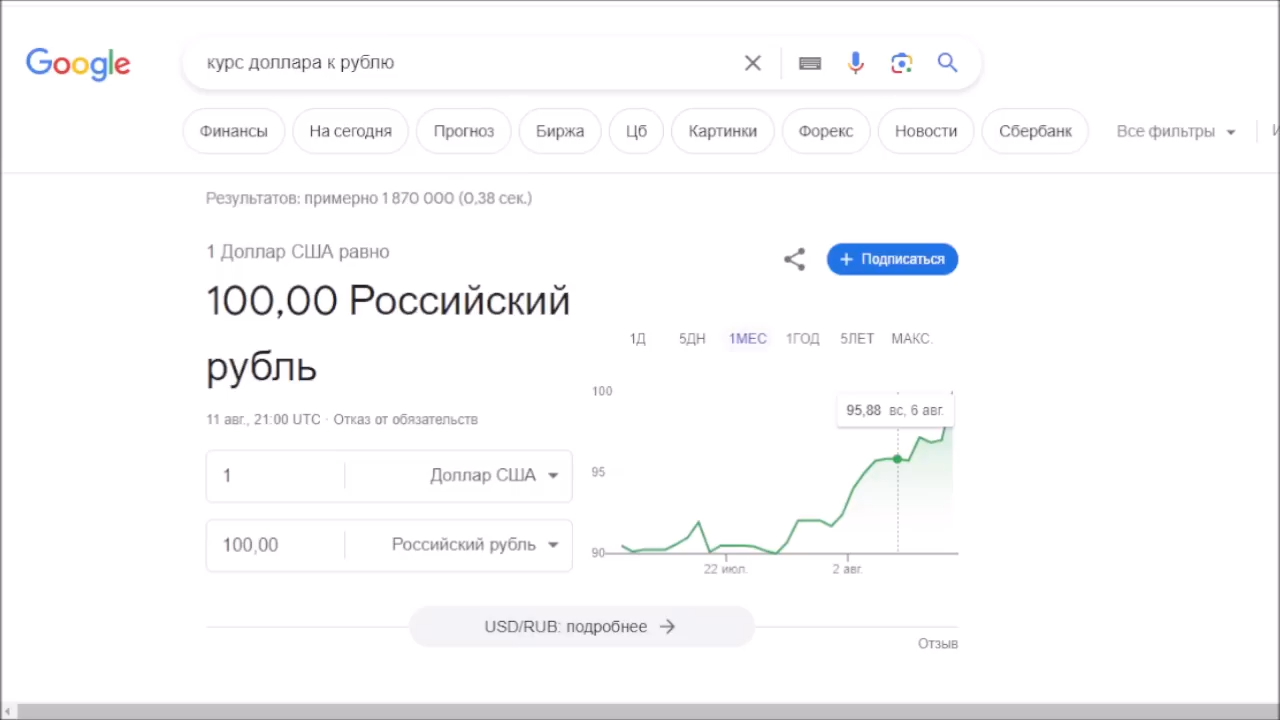 Google
курс доллара к рублю
Финансы
На сегодня
Прогноз
Биржа
Цб
Картинки
Форекс
Новости
Сбербанк
Все фильтры
Результатов: примерно 1 870 000 (0,38 сек.)
1 Доллар США равно
+ Подписаться
100,00 Российский
рубль
1Д 5ДН 1МЕС 1ГОД 5ЛЕТ МАКС.
100
95,88 вс, 6 авг.
11 авг., 21:00 UTC · Отказ от обязательств
95
1 Доллар США
100,00 Российский рубль
90
22 июл. 2 авг.
USD/RUB: подробнее →
Отзыв